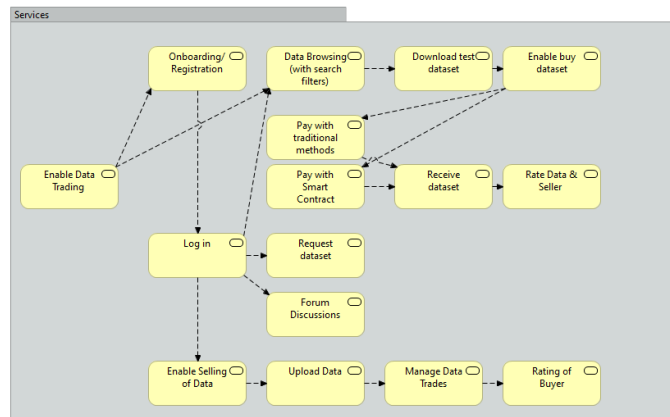 Services
Onboarding/
Registration
Data Browsing
(with search
filters)
Download test
dataset
Enable buy
dataset
Pay with
traditional
methods
Enable Data
Trading
Pay with
Smart
Contract
Receive
dataset
Rate Data &
Seller
Log in
Request
dataset
Forum
Discussions
Enable Selling
of Data
Upload Data
Manage Data
Trades
Rating of
Buyer